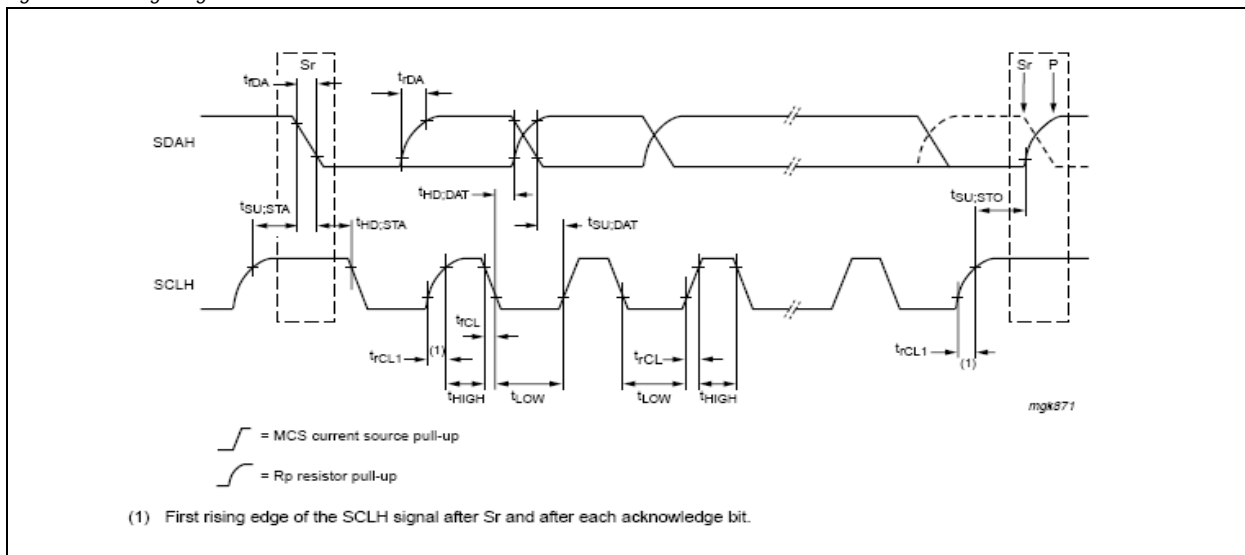 Sr
Sr P
tfDA
trDA
SDAH
tHD;DAT
tSU;STA
tHD;STA
tSU;DAT
tSU;STO
SCLH
tfCL
trCL1
(1)
trCL
trCL1
(1)
tHIGH
tLOW
tLOW
tHIGH
mgk871
= MCS current source pull-up
= Rp resistor pull-up
(1) First rising edge of the SCLH signal after Sr and after each acknowledge bit.